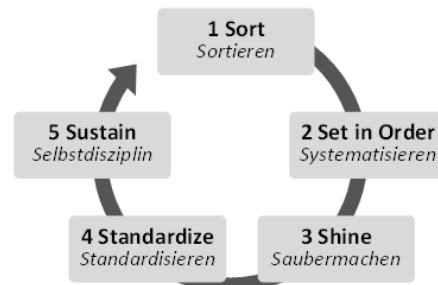 1 Sort
Sortieren
2 Set in Order
Systematisieren
3 Shine
Saubermachen
4 Standardize
Standardisieren
5 Sustain
Selbstdisziplin